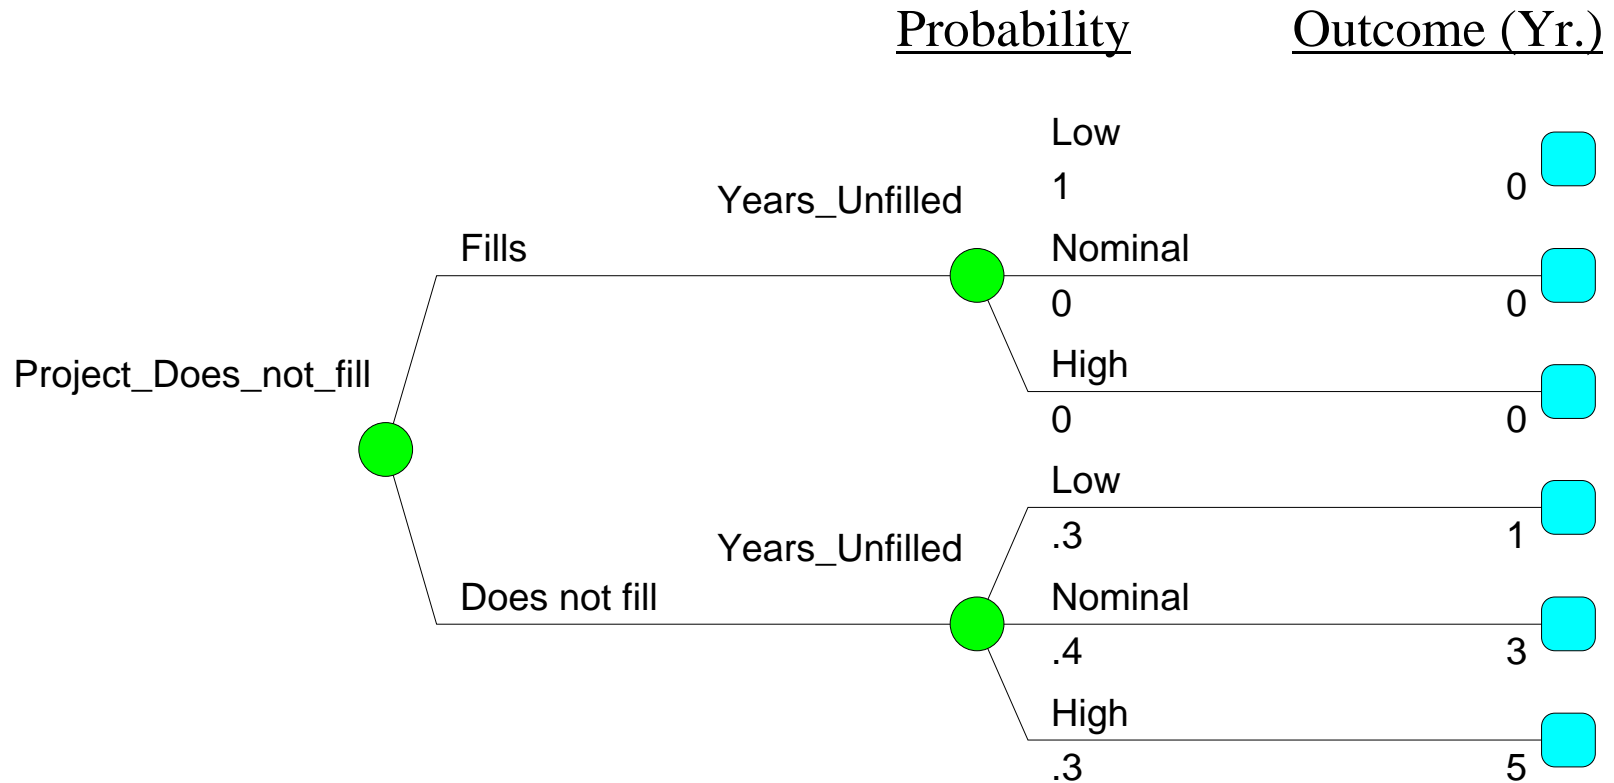 Probability Outcome (Yr.)
Low
1 0
Years_Unfilled
Fills
Nominal
0 0
High
0 0
Project_Does_not_fill
Low
.3 1
Years_Unfilled
Does not fill
Nominal
.4 3
High
.3 5